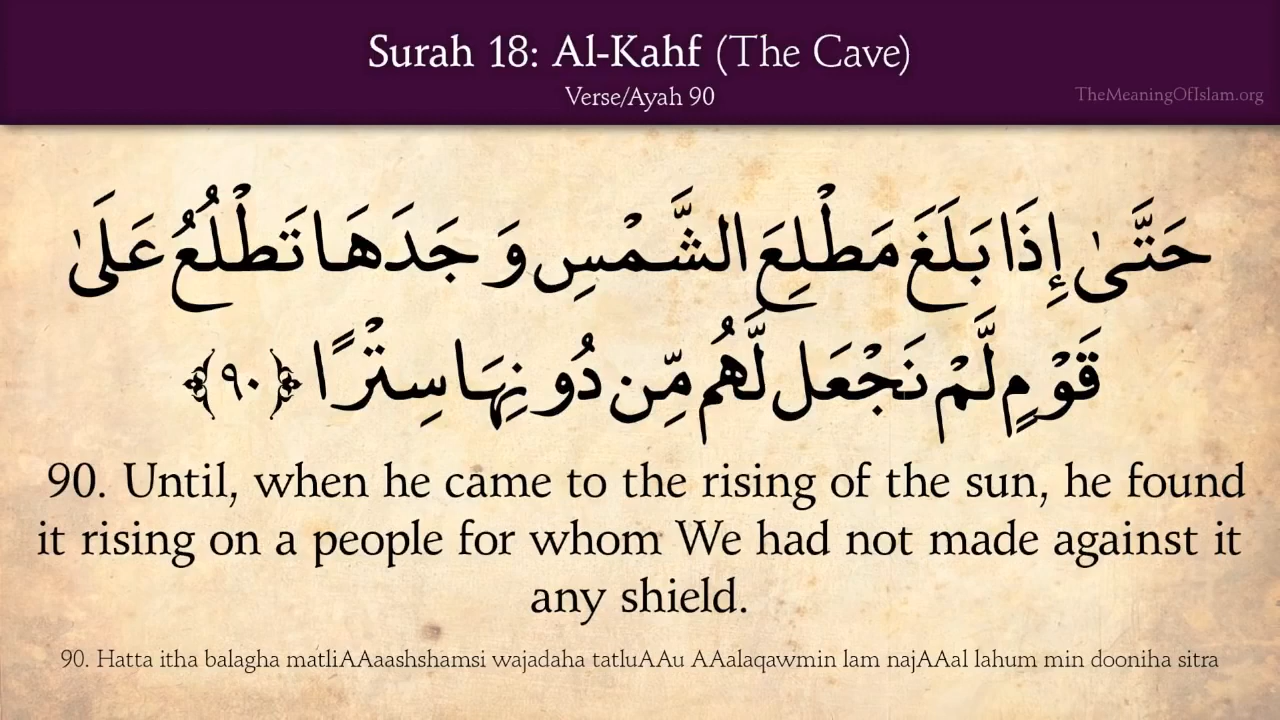 Surah 18: Al-Kahf (The Cave)
Verse/Ayah 90
TheMeaningOfIslam.org
حَتَّىٰ إِذَا بَلَغَ مَطْلِعَ الشَّمْسِ وَجَدَهَا تَطْلُعُ عَلَىٰ
قَوْمٍ لَّمْ نَجْعَل لَّهُم مِّن دُونِهَا سِتْرًا ﴿٩٠﴾
90. Until, when he came to the rising of the sun, he found
it rising on a people for whom We had not made against it
any shield.
90. Hatta itha balagha matliAAaashshamsi wajadaha tatluAAu AAalaqawmin lam najAAal lahum min dooniha sitra